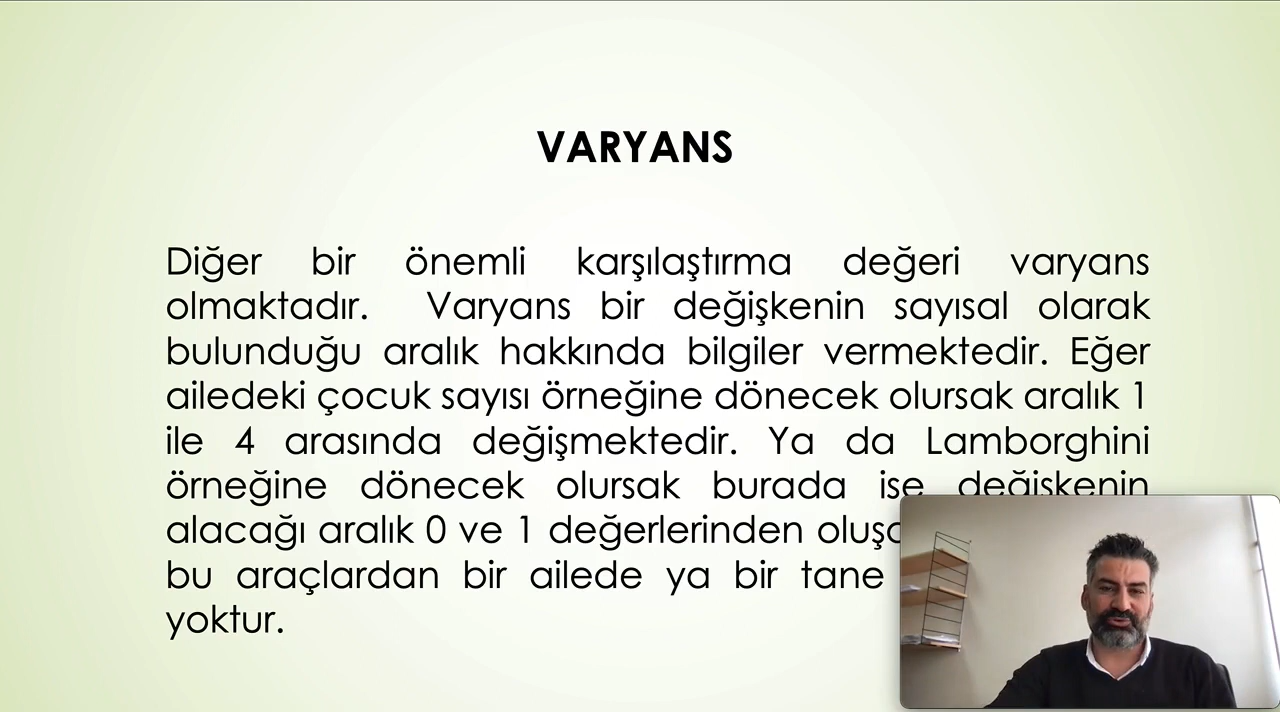 VARYANS
Diğer bir önemli karşılaştırma değeri varyans
olmaktadır. Varyans bir değişkenin sayısal olarak
bulunduğu aralık hakkında bilgiler vermektedir. Eğer
ailedeki çocuk sayısı örneğine dönecek olursak aralık 1
ile 4 arasında değişmektedir. Ya da Lamborghini
örneğine dönecek olursak burada ise değişkenin
alacağı aralık 0 ve 1 değerlerinden
bu araçlardan bir ailede ya bir tane
yoktur.